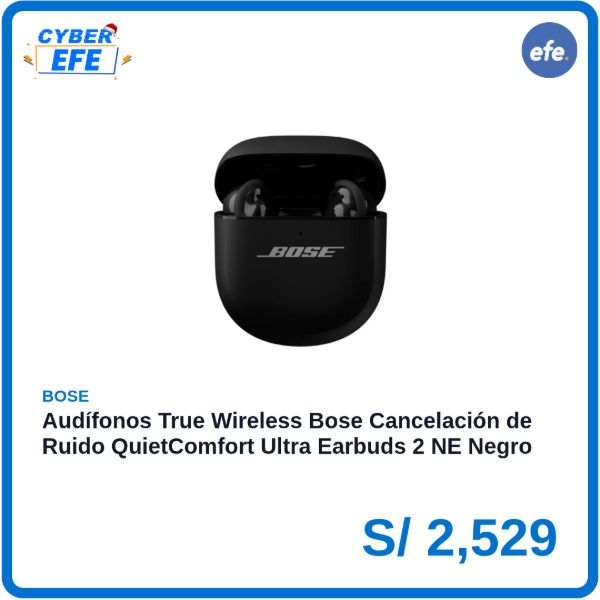 CYBER
EFE
efe.
BOSE
BOSE
Audífonos True Wireless Bose Cancelación de
Ruido QuietComfort Ultra Earbuds 2 NE Negro
S/ 2,529